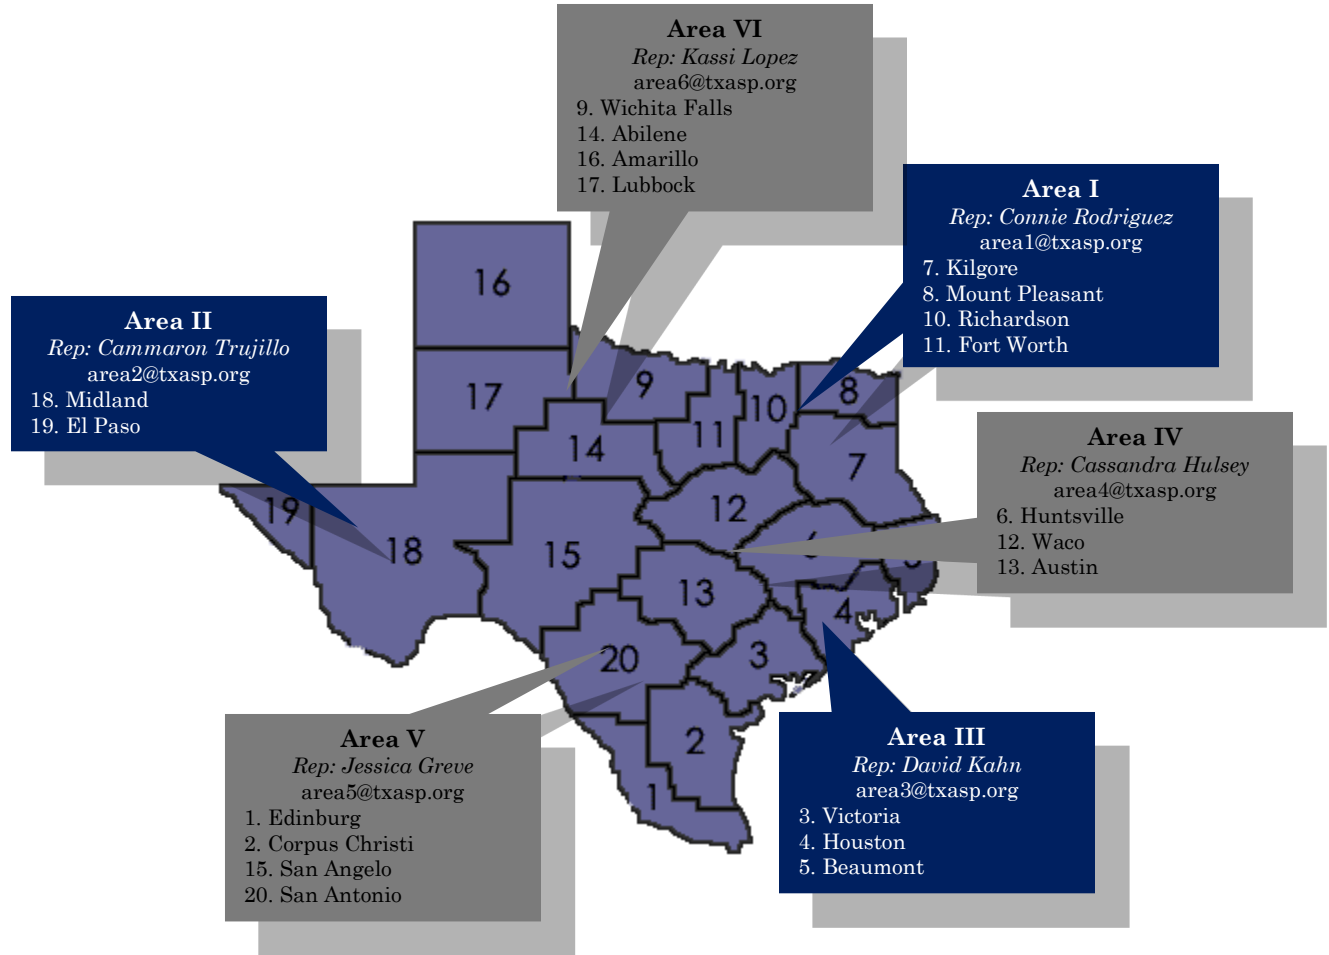 Area VI
Rep: Kassi Lopez
area6@txasp.org
9. Wichita Falls
14. Abilene
16. Amarillo
17. Lubbock
Area I
Rep: Connie Rodriguez
area1@txasp.org
7. Kilgore
8. Mount Pleasant
10. Richardson
11. Fort Worth
Area II
Rep: Cammaron Trujillo
area2@txasp.org
18. Midland
19. El Paso
Area IV
Rep: Cassandra Hulsey
area4@txasp.org
6. Huntsville
12. Waco
13. Austin
Area V
Rep: Jessica Greve
area5@txasp.org
1. Edinburg
2. Corpus Christi
15. San Angelo
20. San Antonio
Area III
Rep: David Kahn
area3@txasp.org
3. Victoria
4. Houston
5. Beaumont
16
17
9
10
8
11
14
7
19
12
18
15
6
13
4
20
3
2
1